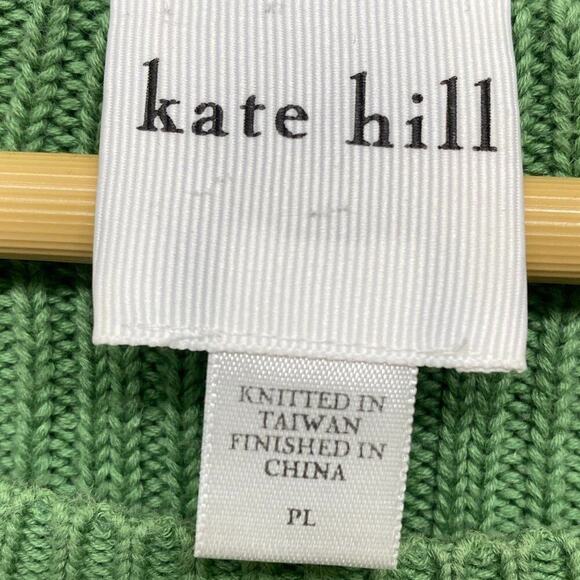 kate hill
KNITTED IN
TAIWAN
FINISHED IN
CHINA
PL